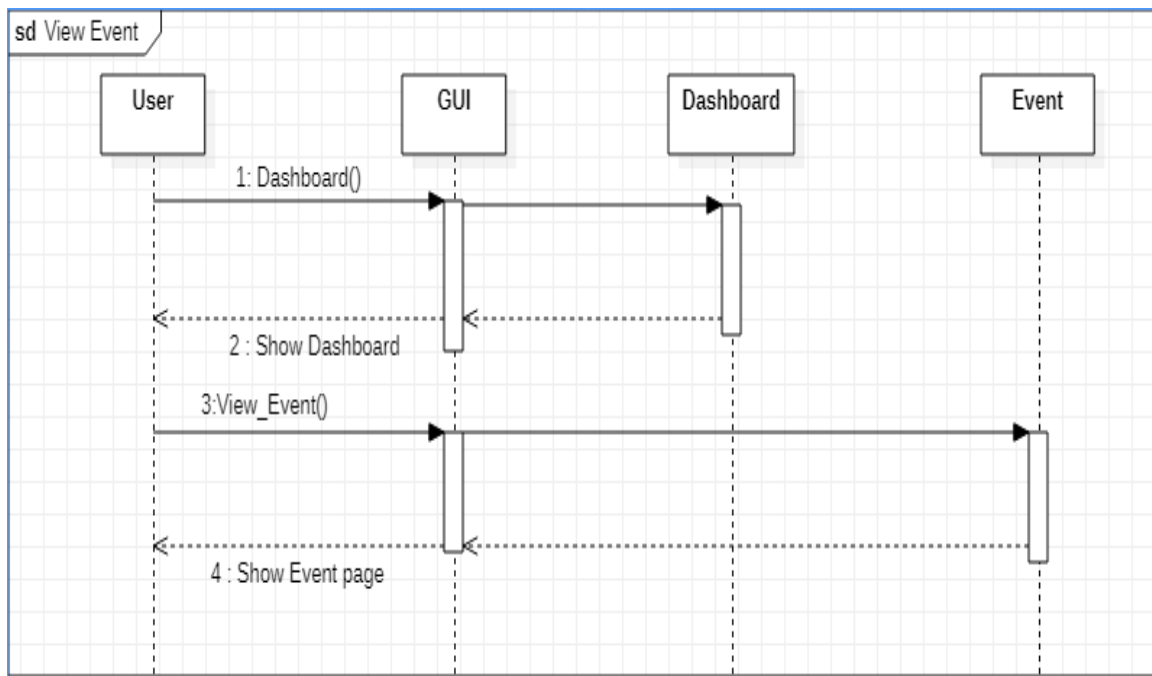 sd View Event
User
GUI
Dashboard
Event
1: Dashboard()
2 : Show Dashboard
3:View_Event()
4 : Show Event page